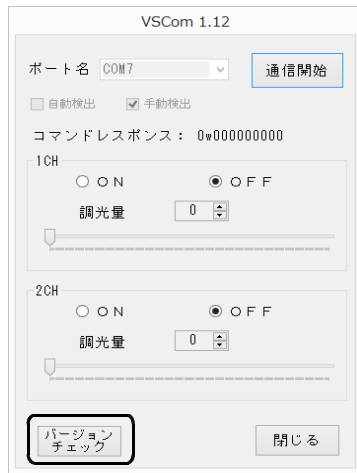 VSCom 1.12
ポート名 COM7 通信開始
自動検出 手動検出
コマンドレスポンス： 0w000000000
1CH
ＯＮ ＯＦＦ
調光量 0
2CH
ＯＮ ＯＦＦ
調光量 0
バージョン
チェック
閉じる